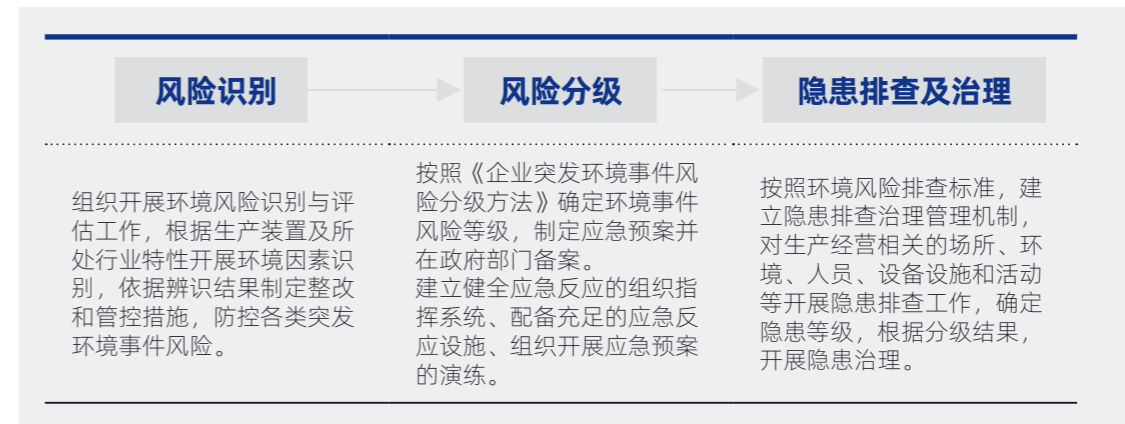 风险识别
风险分级
隐患排查及治理
组织开展环境风险识别与评
估工作，根据生产装置及所
处行业特性开展环境因素识
别，依据辨识结果制定整改
和管控措施，防控各类突发
环境事件风险。
按照《企业突发环境事件风
险分级方法》确定环境事件
风险等级，制定应急预案并
在政府部门备案。
建立健全应急反应的组织指
挥系统、配备充足的应急反
应设施、组织开展应急预案
的演练。
按照环境风险排查标准，建
立隐患排查治理管理机制，
对生产经营相关的场所、环
境、人员、设备设施和活动
等开展隐患排查工作，确定
隐患等级，根据分级结果，
开展隐患治理。